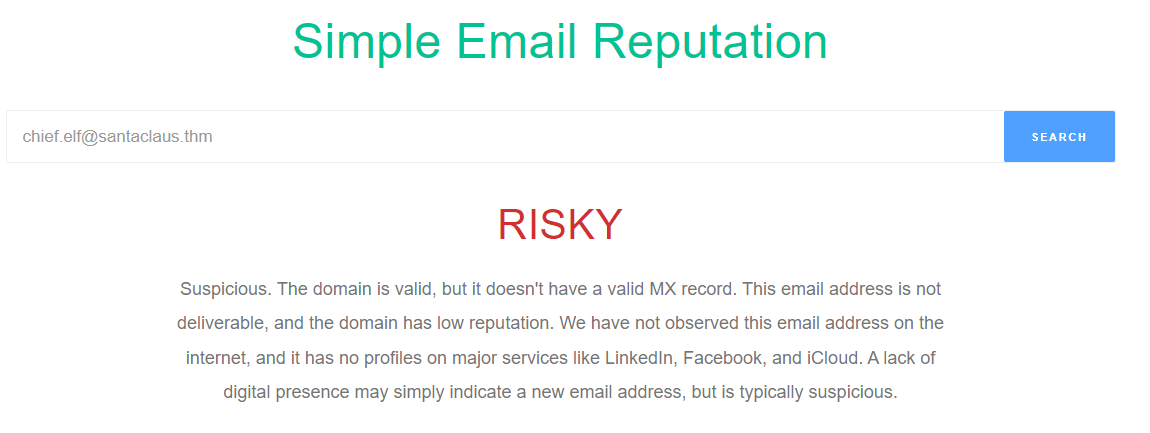 Simple Email Reputation
chief.elf@santaclaus.thm
SEARCH
RISKY
Suspicious. The domain is valid, but it doesn't have a valid MX record. This email address is not
deliverable, and the domain has low reputation. We have not observed this email address on the
internet, and it has no profiles on major services like LinkedIn, Facebook, and iCloud. A lack of
digital presence may simply indicate a new email address, but is typically suspicious.